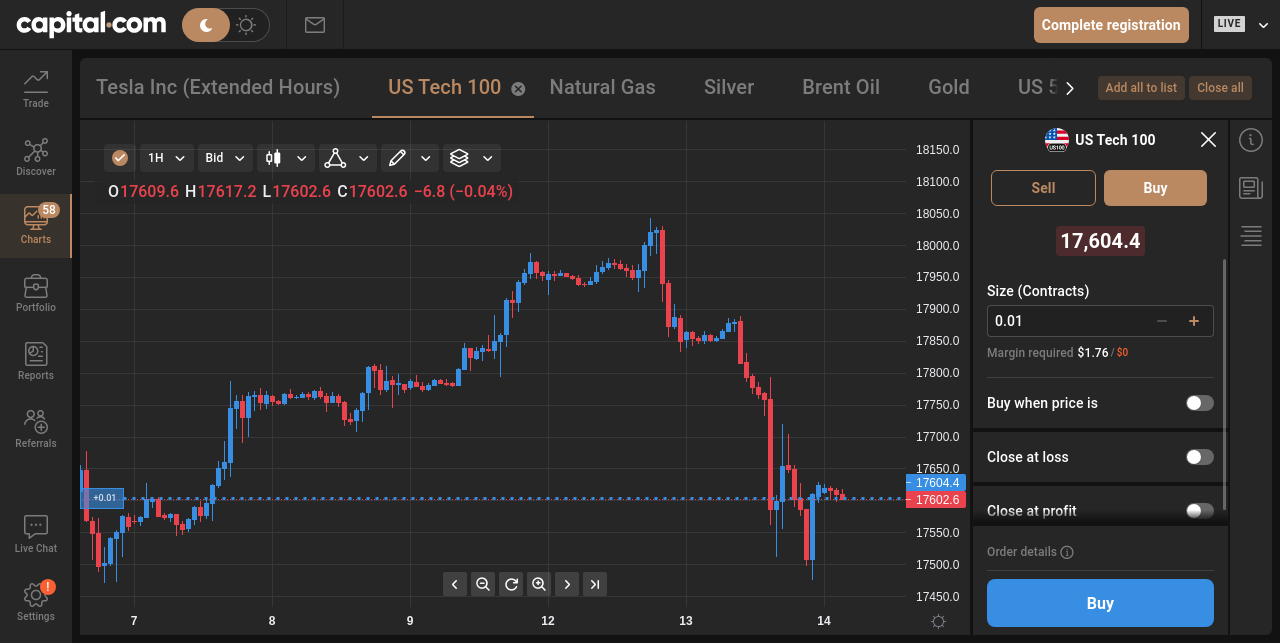 capital.com
Complete registration
LIVE
Trade
Discover
58
Charts
Portfolio
Reports
Referrals
Live Chat
!
Settings
Tesla Inc (Extended Hours)
US Tech 100
Natural Gas
Silver
Brent Oil
Gold
US 5
Add all to list
Close all
1H
Bid
O17609.6 H17617.2 L17602.6 C17602.6 −6.8 (−0.04%)
18150.0
18100.0
18050.0
18000.0
17950.0
17900.0
17850.0
17800.0
17750.0
17700.0
17650.0
17604.4
17602.6
17550.0
17500.0
17450.0
+0.01
7 8 9 12 13 14
US100
US Tech 100
Sell
Buy
17,604.4
Size (Contracts)
0.01
Margin required $1.76 / $0
Buy when price is
Close at loss
Close at profit
Order details
Buy